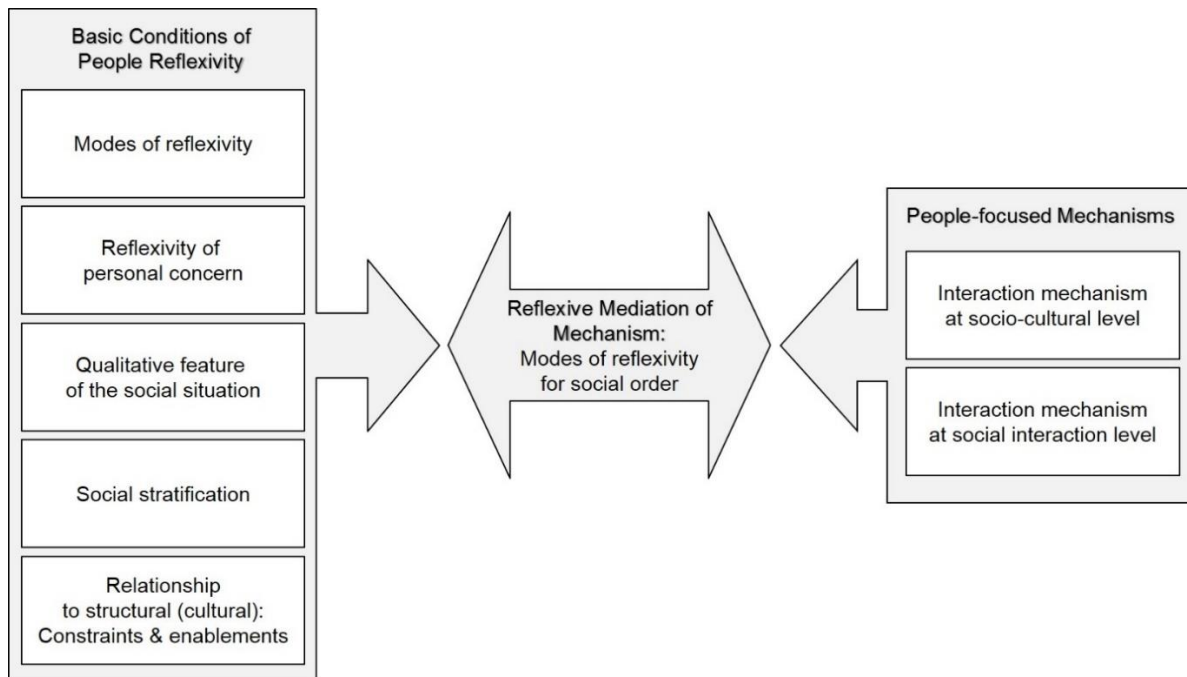 Basic Conditions of
People Reflexivity
Modes of reflexivity
Reflexivity of
personal concern
Qualitative feature
of the social situation
Social stratification
Relationship
to structural (cultural):
Constraints & enablements
Reflexive Mediation of
Mechanism:
Modes of reflexivity
for social order
People-focused Mechanisms
Interaction mechanism
at socio-cultural level
Interaction mechanism
at social interaction level